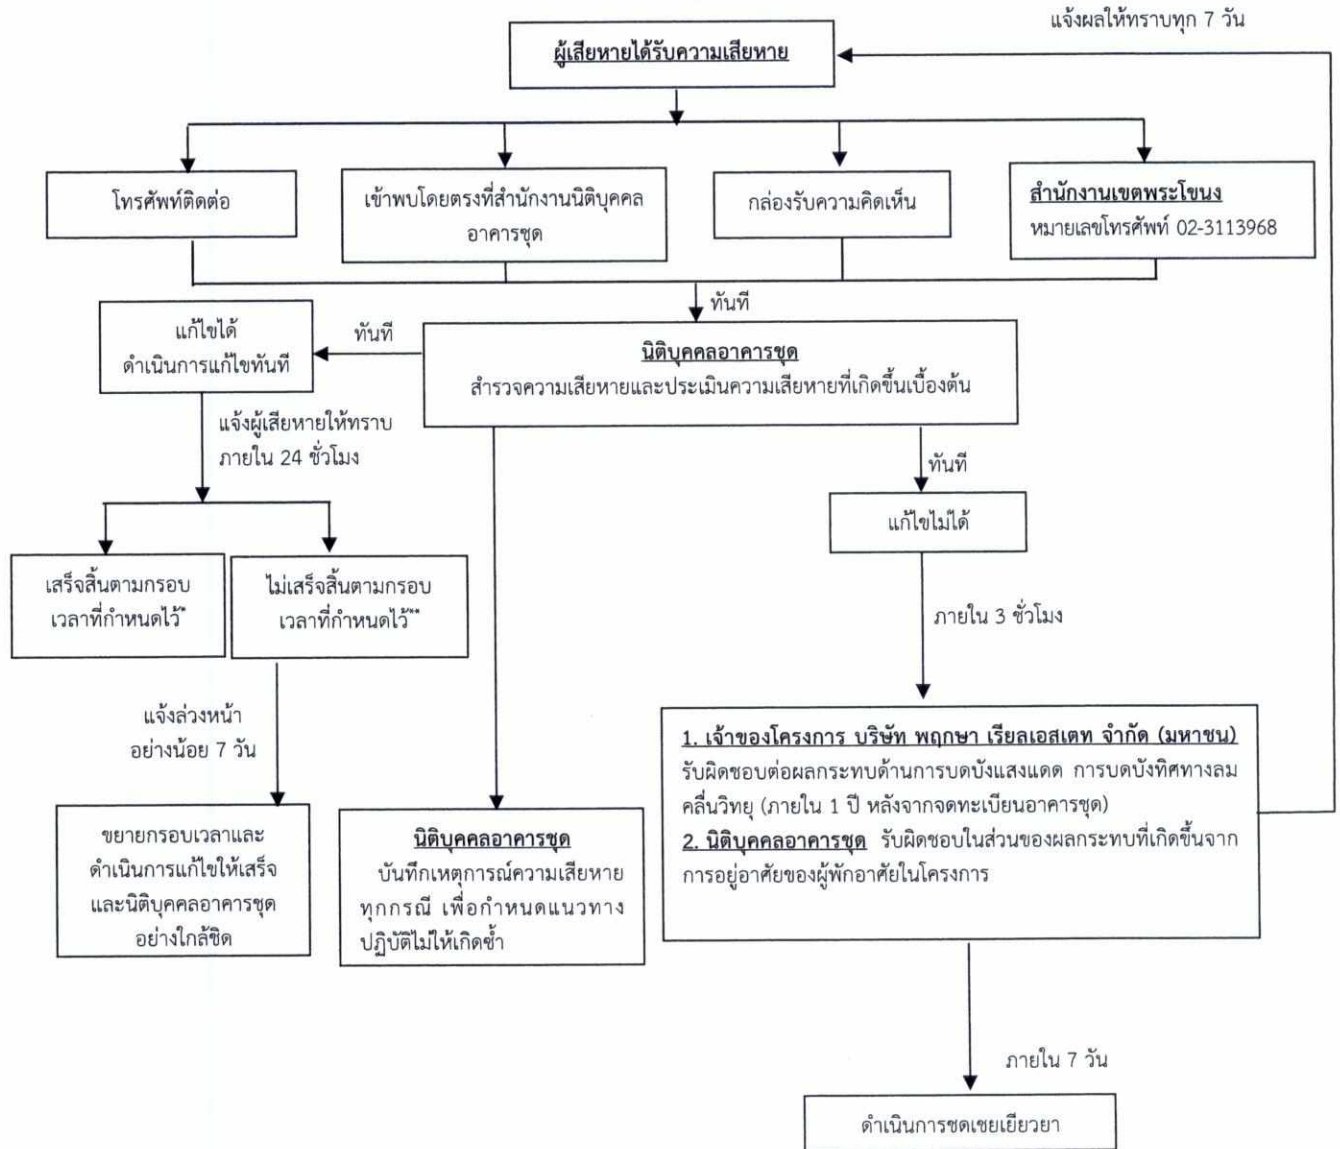 แจ้งผลให้ทราบทุก 7 วัน
ผู้เสียหายได้รับความเสียหาย
โทรศัพท์ติดต่อ
เข้าพบโดยตรงที่สำนักงานนิติบุคคล
อาคารชุด
กล่องรับความคิดเห็น
สำนักงานเขตพระโขนง
หมายเลขโทรศัพท์ 02-3113968
ทันที
แก้ไขได้
ดำเนินการแก้ไขทันที
ทันที
นิติบุคคลอาคารชุด
สำรวจความเสียหายและประเมินความเสียหายที่เกิดขึ้นเบื้องต้น
แจ้งผู้เสียหายให้ทราบ
ภายใน 24 ชั่วโมง
ทันที
แก้ไขไม่ได้
เสร็จสิ้นตามกรอบ
เวลาที่กำหนดไว้*
ไม่เสร็จสิ้นตามกรอบ
เวลาที่กำหนดไว้**
ภายใน 3 ชั่วโมง
แจ้งล่วงหน้า
อย่างน้อย 7 วัน
1. เจ้าของโครงการ บริษัท พฤกษา เรียลเอสเตท จำกัด (มหาชน)
รับผิดชอบต่อผลกระทบด้านการบดบังแสงแดด การบดบังทิศทางลม
คลื่นวิทยุ (ภายใน 1 ปี หลังจากจดทะเบียนอาคารชุด)
2. นิติบุคคลอาคารชุด รับผิดชอบในส่วนของผลกระทบที่เกิดขึ้นจาก
การอยู่อาศัยของผู้พักอาศัยในโครงการ
ขยายกรอบเวลาและ
ดำเนินการแก้ไขให้เสร็จ
และนิติบุคคลอาคารชุด
อย่างใกล้ชิด
นิติบุคคลอาคารชุด
บันทึกเหตุการณ์ความเสียหาย
ทุกกรณี เพื่อกำหนดแนวทาง
ปฏิบัติไม่ให้เกิดซ้ำ
ภายใน 7 วัน
ดำเนินการชดเชยเยียวยา